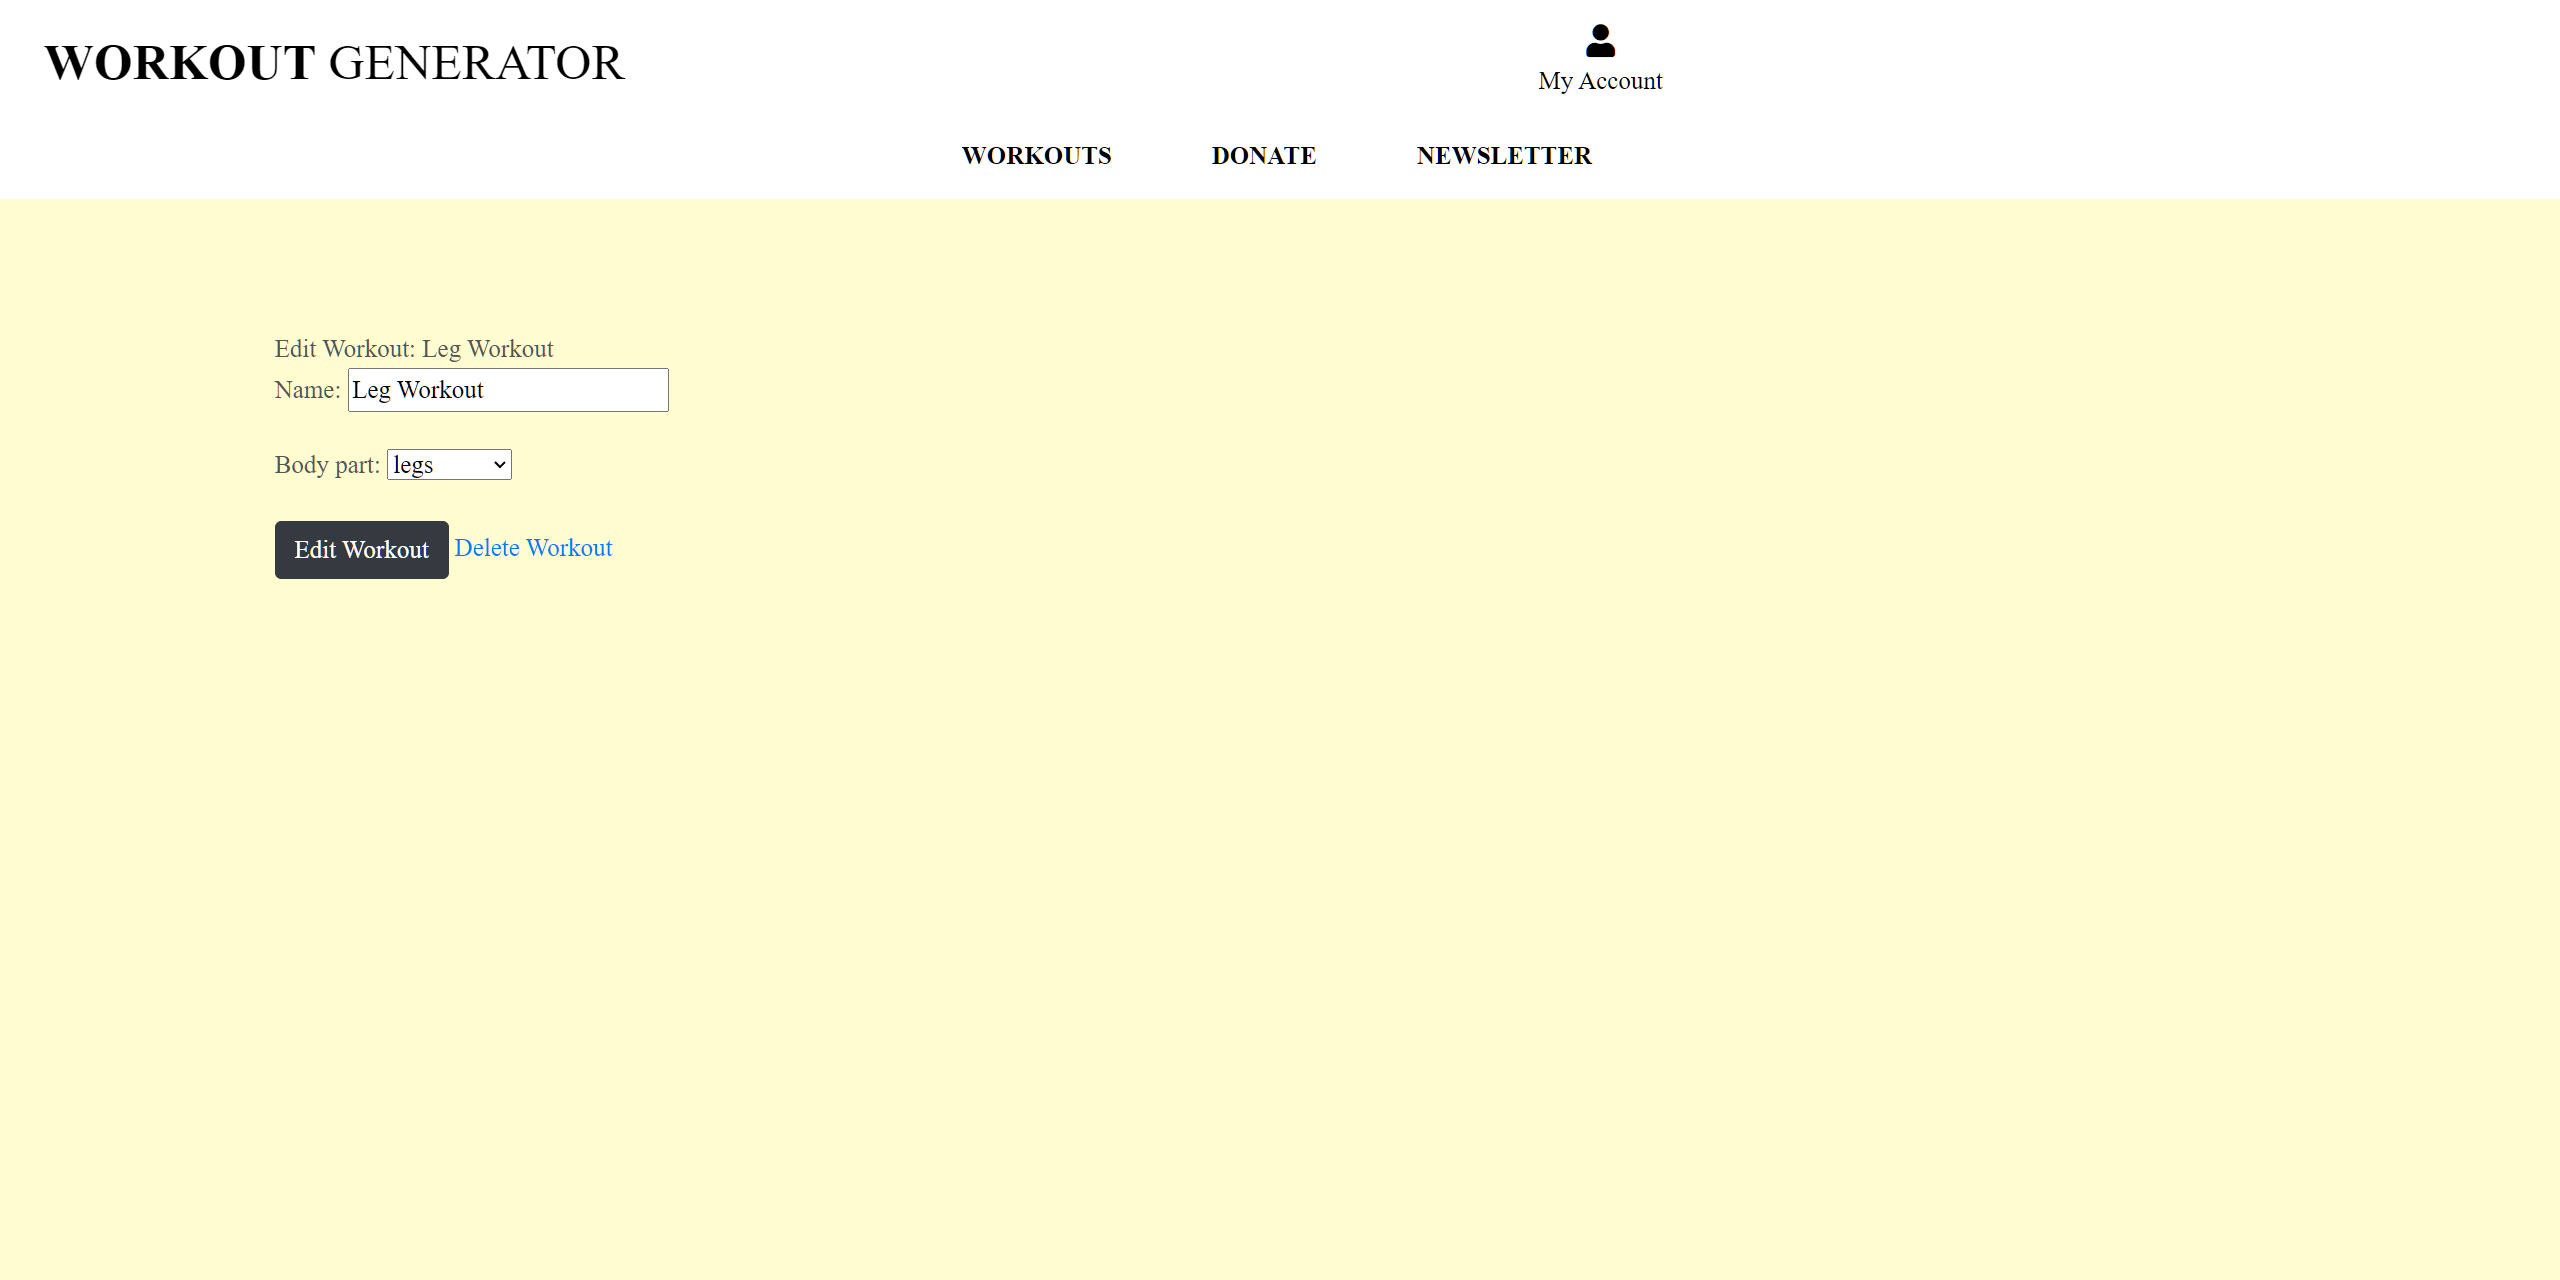 WORKOUT GENERATOR
My Account
WORKOUTS DONATE NEWSLETTER
Edit Workout: Leg Workout
Name: Leg Workout
Body part: legs
Edit Workout Delete Workout